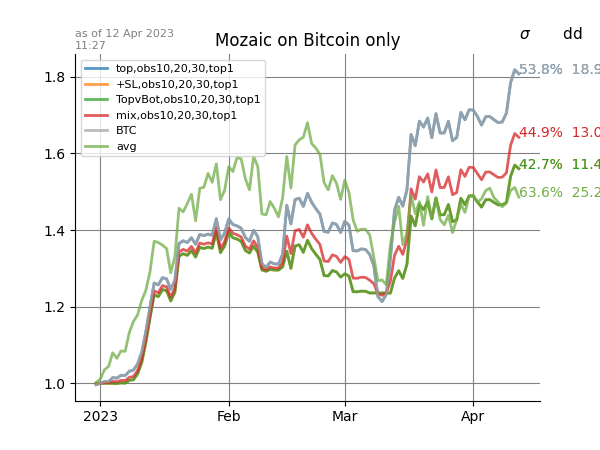 as of 12 Apr 2023
11:27
Mozaic on Bitcoin only
σ dd
top,obs10,20,30,top1
+SL,obs10,20,30,top1
TopvBot,obs10,20,30,top1
mix,obs10,20,30,top1
BTC
avg
53.8% 18.9
44.9% 13.0
42.7% 11.4
63.6% 25.2
1.8
1.6
1.4
1.2
1.0
2023 Feb Mar Apr